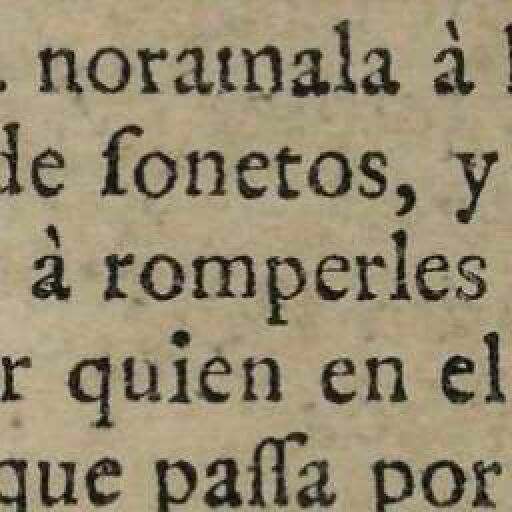 . noramala à
de ſonetos, y
à romperles
r quien en el
que paſſa por